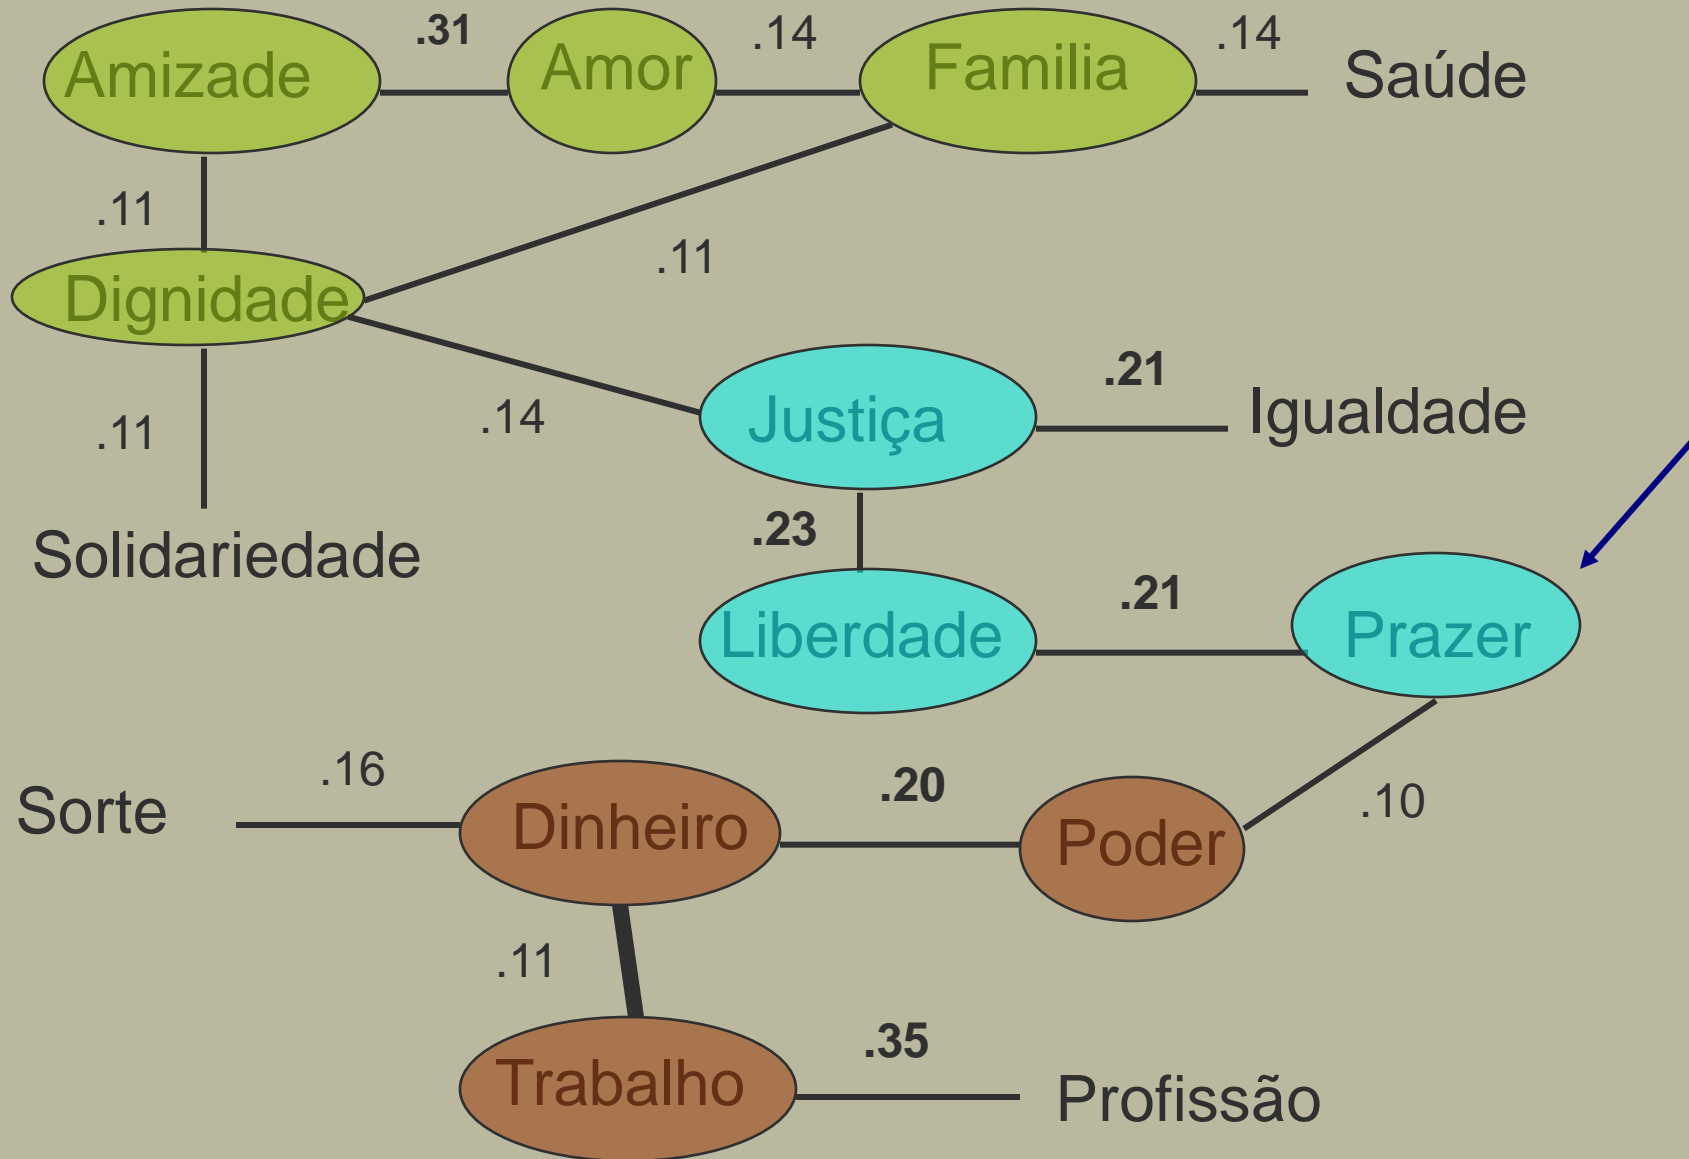 Amizade
.31
Amor
.14
Familia
.14
Saúde
.11
.11
Dignidade
.11
.14
Justiça
.21
Igualdade
Solidariedade
.23
Liberdade
.21
Prazer
Sorte
.16
Dinheiro
.20
Poder
.10
.11
Trabalho
.35
Profissão